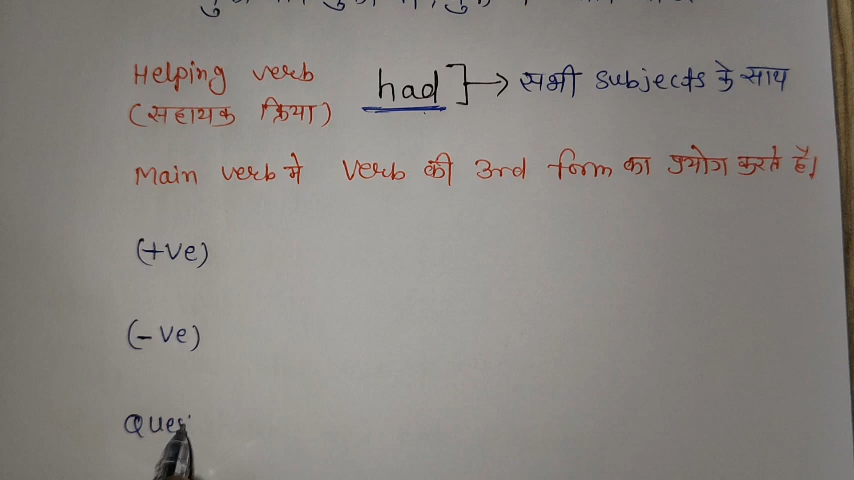 Helping verb had ] → सभी subjects के साथ
(सहायक क्रिया)
Main verb मे verb की 3rd form का प्रयोग करते है।
(+ve)
(-ve)
Ques